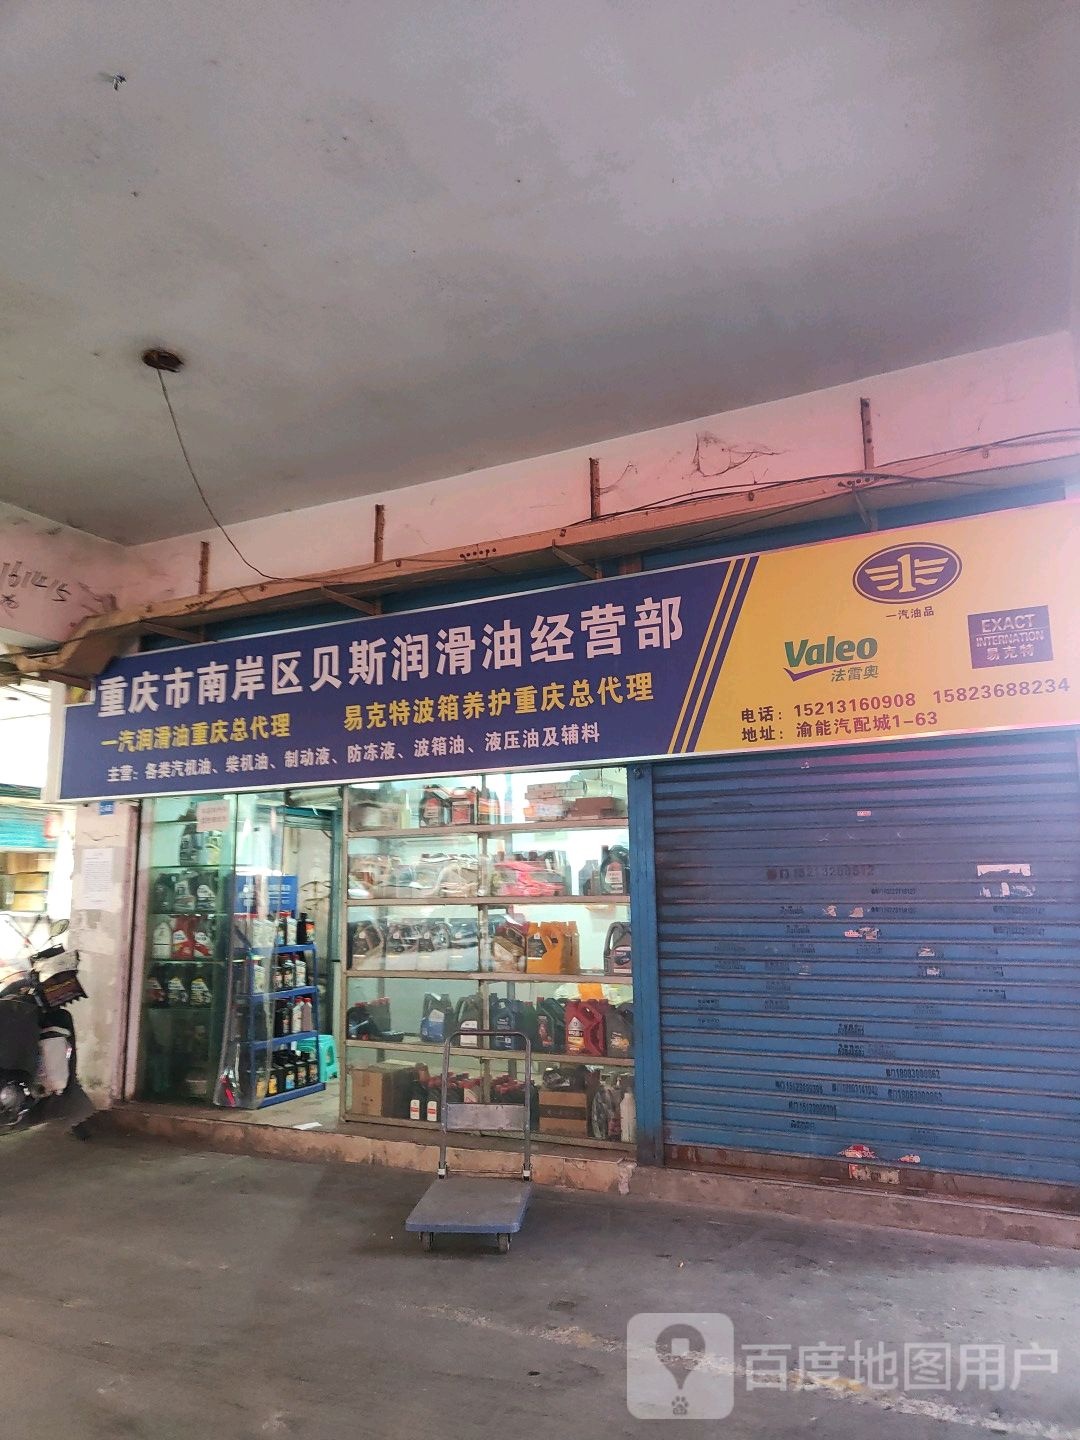 重庆市南岸区贝斯润滑油经营部
一汽润滑油重庆总代理 易克特波箱养护重庆总代理
主营：各类汽机油、柴机油、制动液、防冻液、波箱油、液压油及辅料
1
一汽油品
Valeo
法雷奥
EXACT
INTERNATION
易克特
电话：15213160908 15823688234
地址：渝能汽配城1-63
百度地图用户